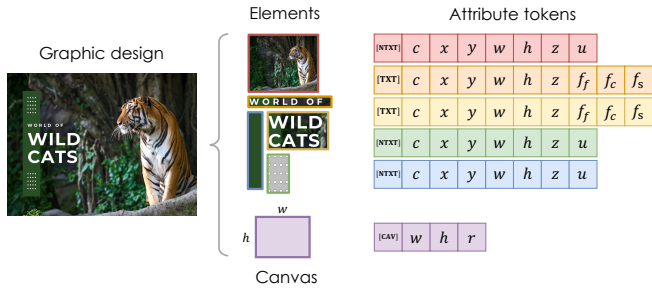 Elements
Attribute tokens
Graphic design
[NTXT] c x y w h z u
WORLD OF
[TXT] c x y w h z f_f f_c f_s
WORLD OF
WILD
CATS
WILD
CATS
[TXT] c x y w h z f_f f_c f_s
[NTXT] c x y w h z u
[NTXT] c x y w h z u
w
h
[CAV] w h r
Canvas